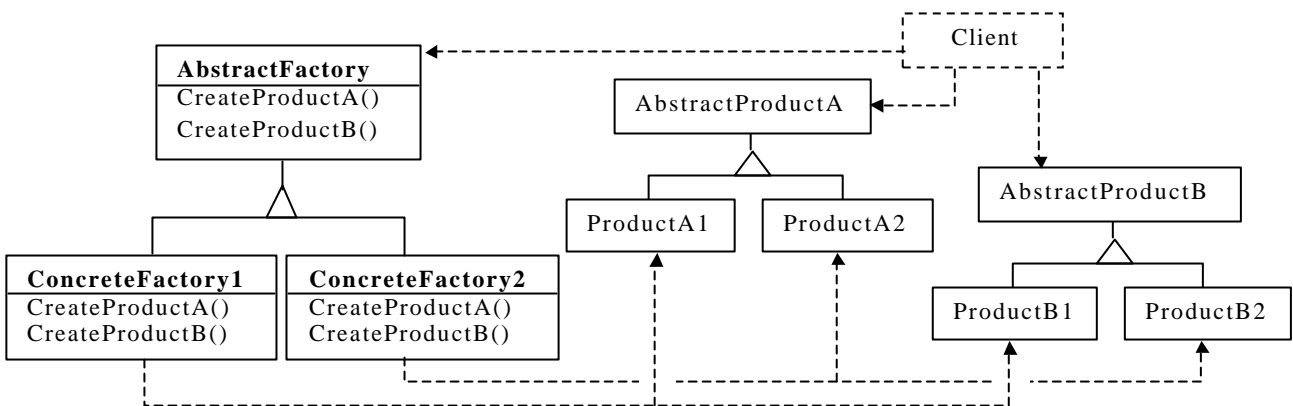 Client
AbstractFactory
CreateProductA()
CreateProductB()
AbstractProductA
AbstractProductB
ProductA1
ProductA2
ConcreteFactory1
CreateProductA()
CreateProductB()
ConcreteFactory2
CreateProductA()
CreateProductB()
ProductB1
ProductB2